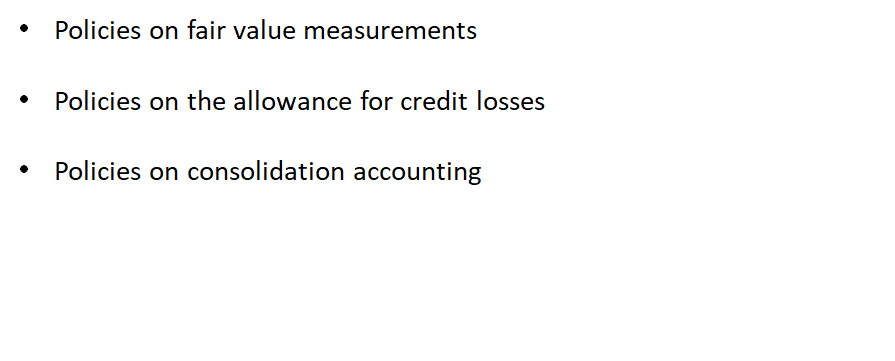 • Policies on fair value measurements
• Policies on the allowance for credit losses
• Policies on consolidation accounting